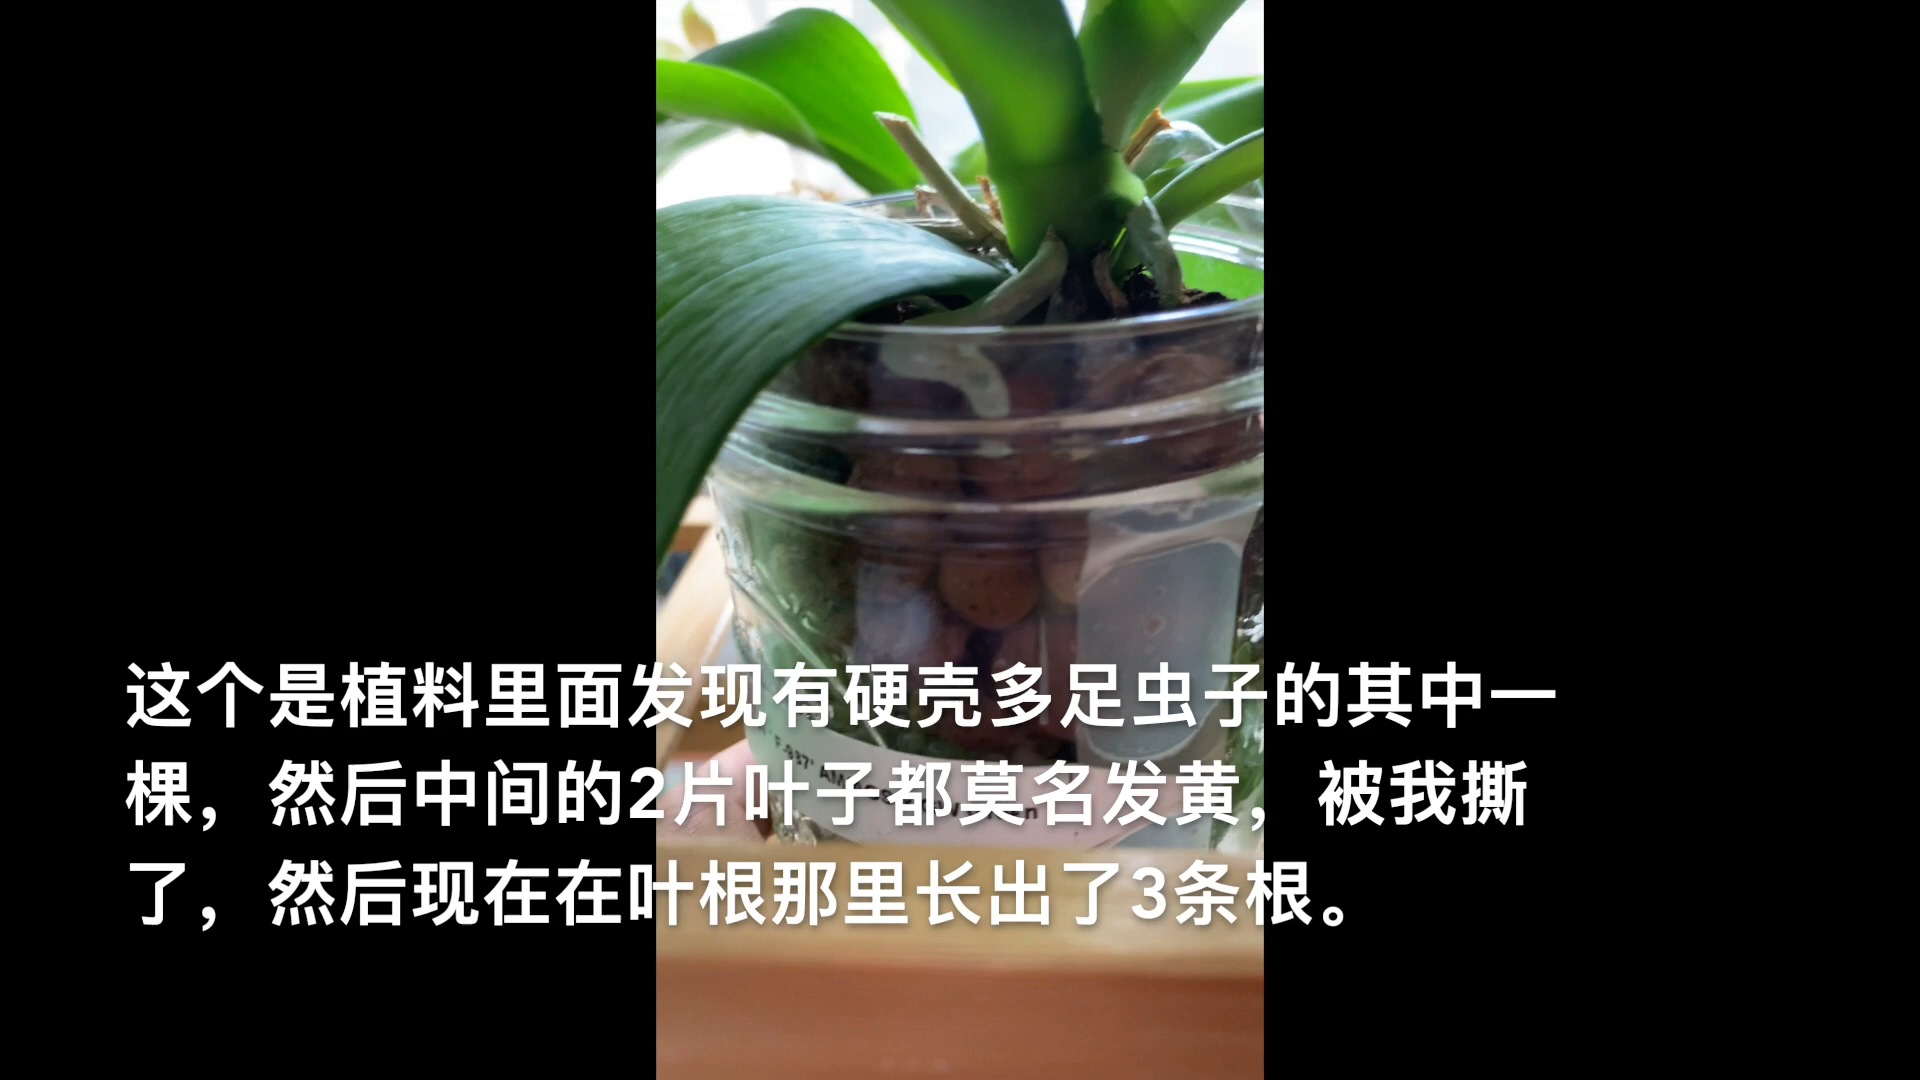 这个是植料里面发现有硬壳多足虫子的其中一
棵，然后中间的2片叶子都莫名发黄，被我撕
了，然后现在在叶根那里长出了3条根。